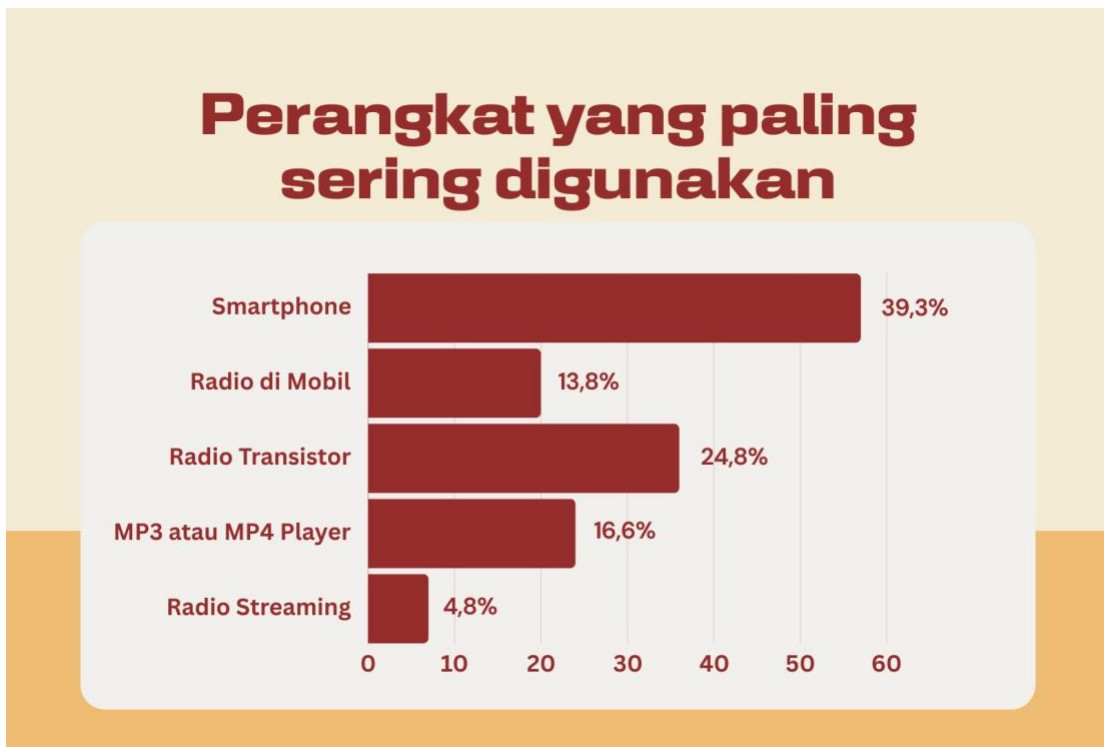 Perangkat yang paling
sering digunakan
Smartphone
39,3%
Radio di Mobil
13,8%
Radio Transistor
24,8%
MP3 atau MP4 Player
16,6%
Radio Streaming
4,8%
0 10 20 30 40 50 60